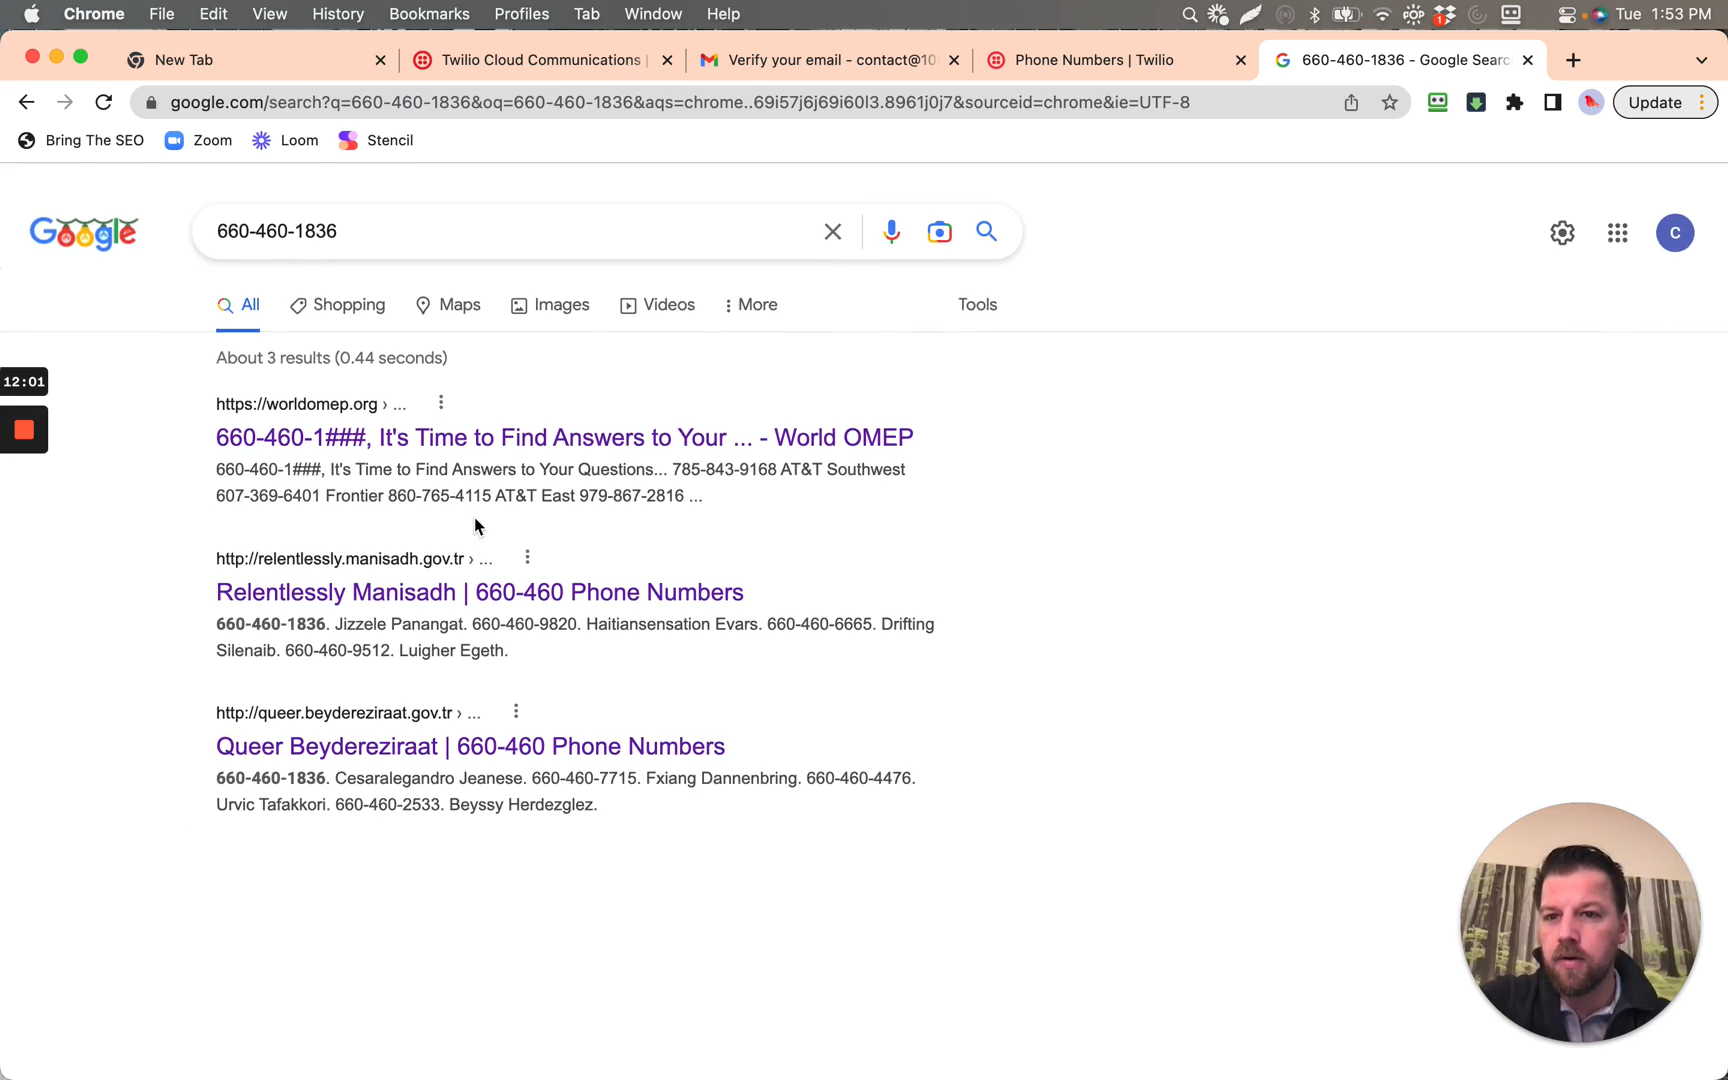 Chrome File Edit View History Bookmarks Profiles Tab Window Help Tue 1:53 PM
New Tab Twilio Cloud Communications | Verify your email - contact@10 Phone Numbers | Twilio 660-460-1836 - Google Searc
google.com/search?q=660-460-1836&oq=660-460-1836&aqs=chrome..69i57j6j69i60l3.8961j0j7&sourceid=chrome&ie=UTF-8 Update
Bring The SEO Zoom Loom Stencil
Google 660-460-1836 C
All Shopping Maps Images Videos More Tools
About 3 results (0.44 seconds)
12:01
https://worldomep.org › ...
660-460-1###, It's Time to Find Answers to Your ... - World OMEP
660-460-1###, It's Time to Find Answers to Your Questions... 785-843-9168 AT&T Southwest
607-369-6401 Frontier 860-765-4115 AT&T East 979-867-2816 ...
http://relentlessly.manisadh.gov.tr › ...
Relentlessly Manisadh | 660-460 Phone Numbers
660-460-1836. Jizzele Panangat. 660-460-9820. Haitiansensation Evars. 660-460-6665. Drifting
Silenaib. 660-460-9512. Luigher Egeth.
http://queer.beydereziraat.gov.tr › ...
Queer Beydereziraat | 660-460 Phone Numbers
660-460-1836. Cesaralegandro Jeanese. 660-460-7715. Fxiang Dannenbring. 660-460-4476.
Urvic Tafakkori. 660-460-2533. Beyssy Herdezglez.